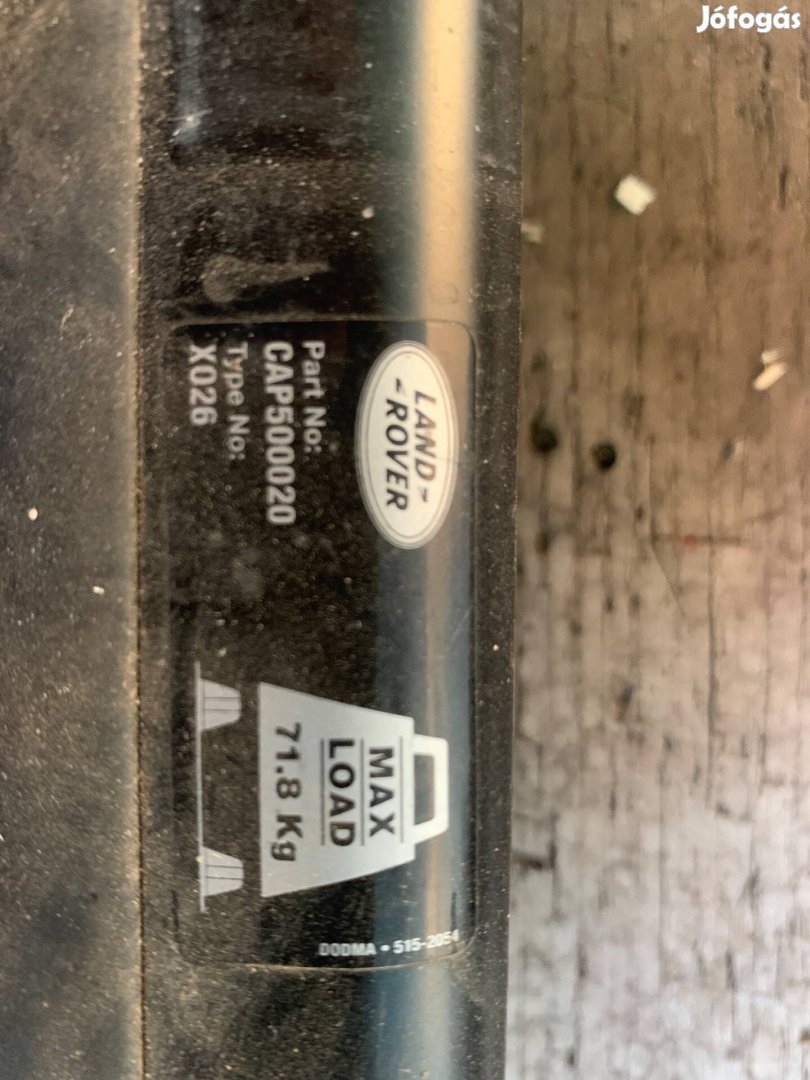 Jófogás
LAND-
-ROVER
Part No:
CAP500020
Type No:
X026
MAX
LOAD
71.8 Kg
DODMA • 515-2054